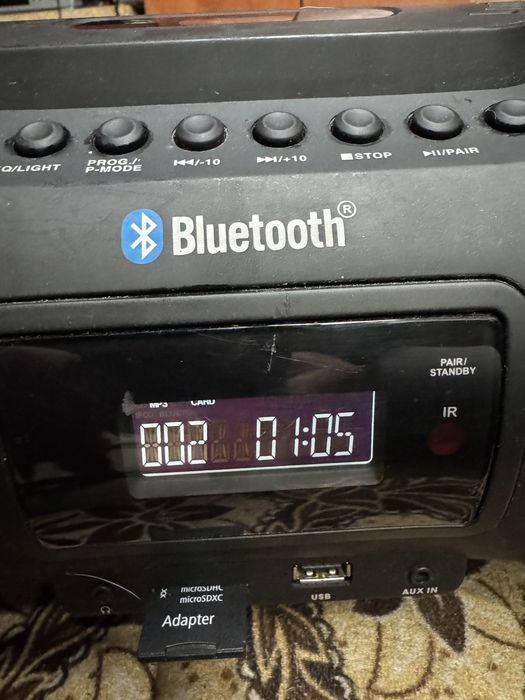 EQ/LIGHT
PROG./
P-MODE
⏮/-10
⏭/+10
■STOP
▶II/PAIR
Bluetooth®
PAIR/
STANDBY
IR
MP3 CARD
002 01:05
microSDHC
microSDXC
Adapter
USB
AUX IN